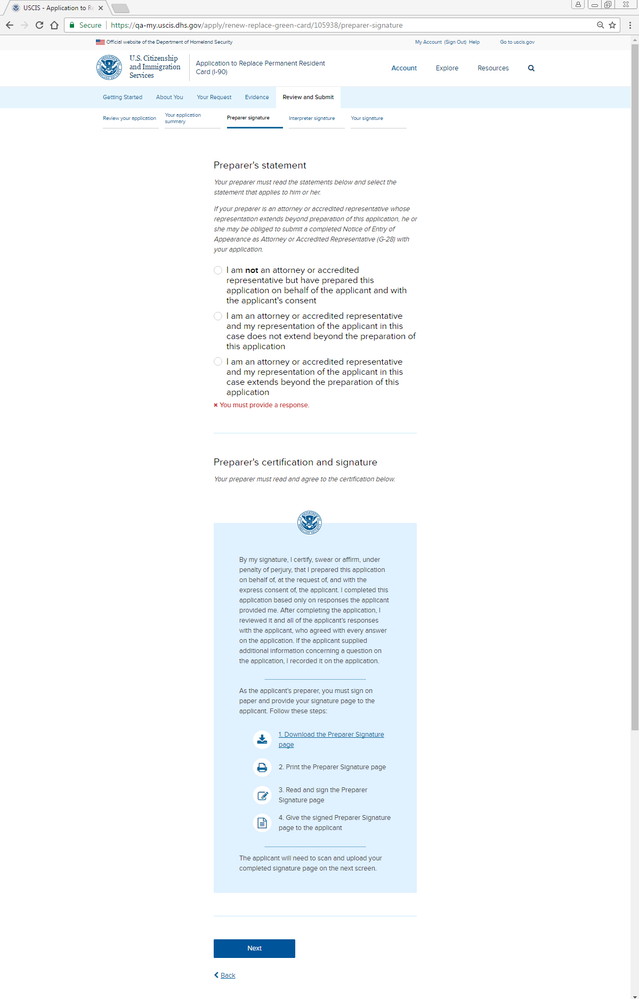 USCIS - Application to Re
Secure https://qa-my.uscis.dhs.gov/apply/renew-replace-green-card/105938/preparer-signature
Official website of the Department of Homeland Security
My Account (Sign Out) Help Go to uscis.gov
U.S. Citizenship
and Immigration
Services
Application to Replace Permanent Resident
Card (I-90)
Account Explore Resources
Getting Started About You Your Request Evidence Review and Submit
Review your application
Your application
summary
Preparer signature
Interpreter signature
Your signature
Preparer's statement
Your preparer must read the statements below and select the
statement that applies to him or her.
If your preparer is an attorney or accredited representative whose
representation extends beyond preparation of this application, he or
she may be obliged to submit a completed Notice of Entry of
Appearance as Attorney or Accredited Representative (G-28) with
your application.
I am not an attorney or accredited
representative but have prepared this
application on behalf of the applicant and with
the applicant's consent
I am an attorney or accredited representative
and my representation of the applicant in this
case does not extend beyond the preparation of
this application
I am an attorney or accredited representative
and my representation of the applicant in this
case extends beyond the preparation of this
application
You must provide a response.
Preparer's certification and signature
Your preparer must read and agree to the certification below.
By my signature, I certify, swear or affirm, under
penalty of perjury, that I prepared this application
on behalf of, at the request of, and with the
express consent of, the applicant. I completed this
application based only on responses the applicant
provided me. After completing the application, I
reviewed it and all of the applicant's responses
with the applicant, who agreed with every answer
on the application. If the applicant supplied
additional information concerning a question on
the application, I recorded it on the application.
As the applicant's preparer, you must sign on
paper and provide your signature page to the
applicant. Follow these steps:
1. Download the Preparer Signature
page
2. Print the Preparer Signature page
3. Read and sign the Preparer
Signature page
4. Give the signed Preparer Signature
page to the applicant
The applicant will need to scan and upload your
completed signature page on the next screen.
Next
Back